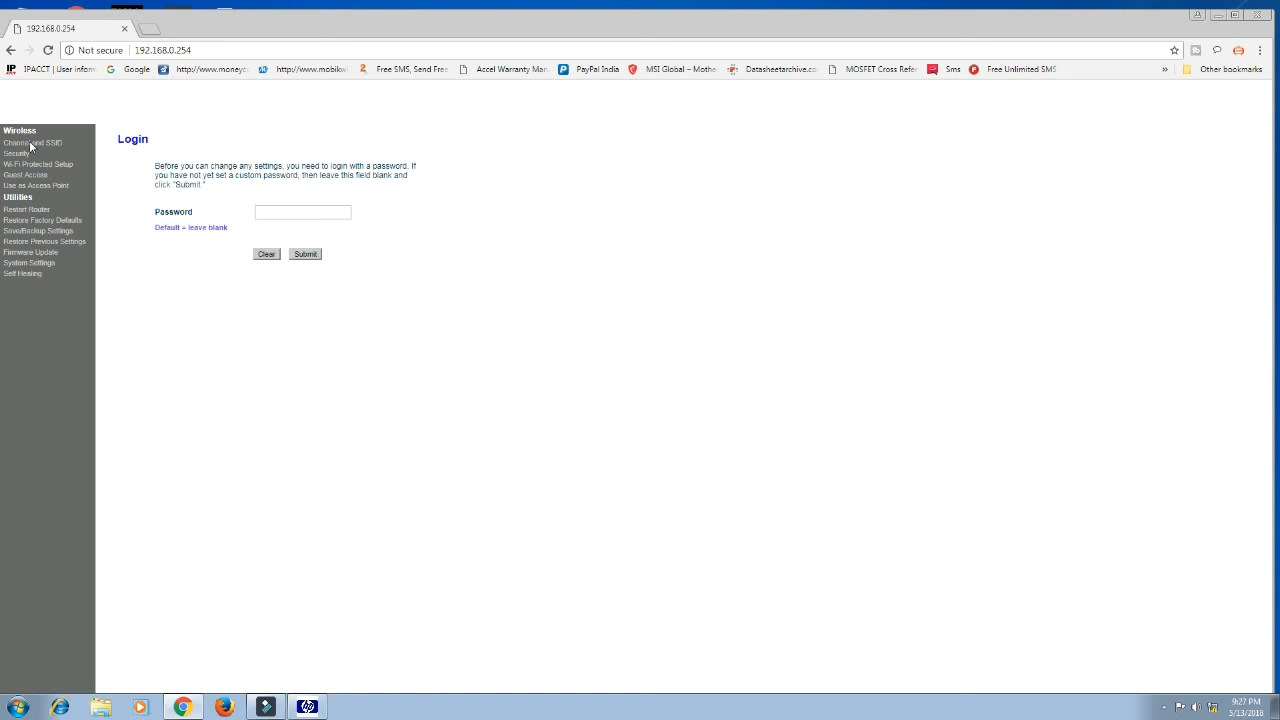 192.168.0.254
Not secure 192.168.0.254
IPACCT | User inform Google http://www.moneyc http://www.mobikw Free SMS, Send Free Accel Warranty Man PayPal India MSI Global – Mothe Datasheetarchive.co MOSFET Cross Refer Sms Free Unlimited SMS » Other bookmarks
Wireless
Channel and SSID
Security
Wi-Fi Protected Setup
Guest Access
Use as Access Point
Utilities
Restart Router
Restore Factory Defaults
Save/Backup Settings
Restore Previous Settings
Firmware Update
System Settings
Self Healing
Login
Before you can change any settings, you need to login with a password. If
you have not yet set a custom password, then leave this field blank and
click "Submit."
Password
Default = leave blank
Clear Submit
9:27 PM
5/13/2018